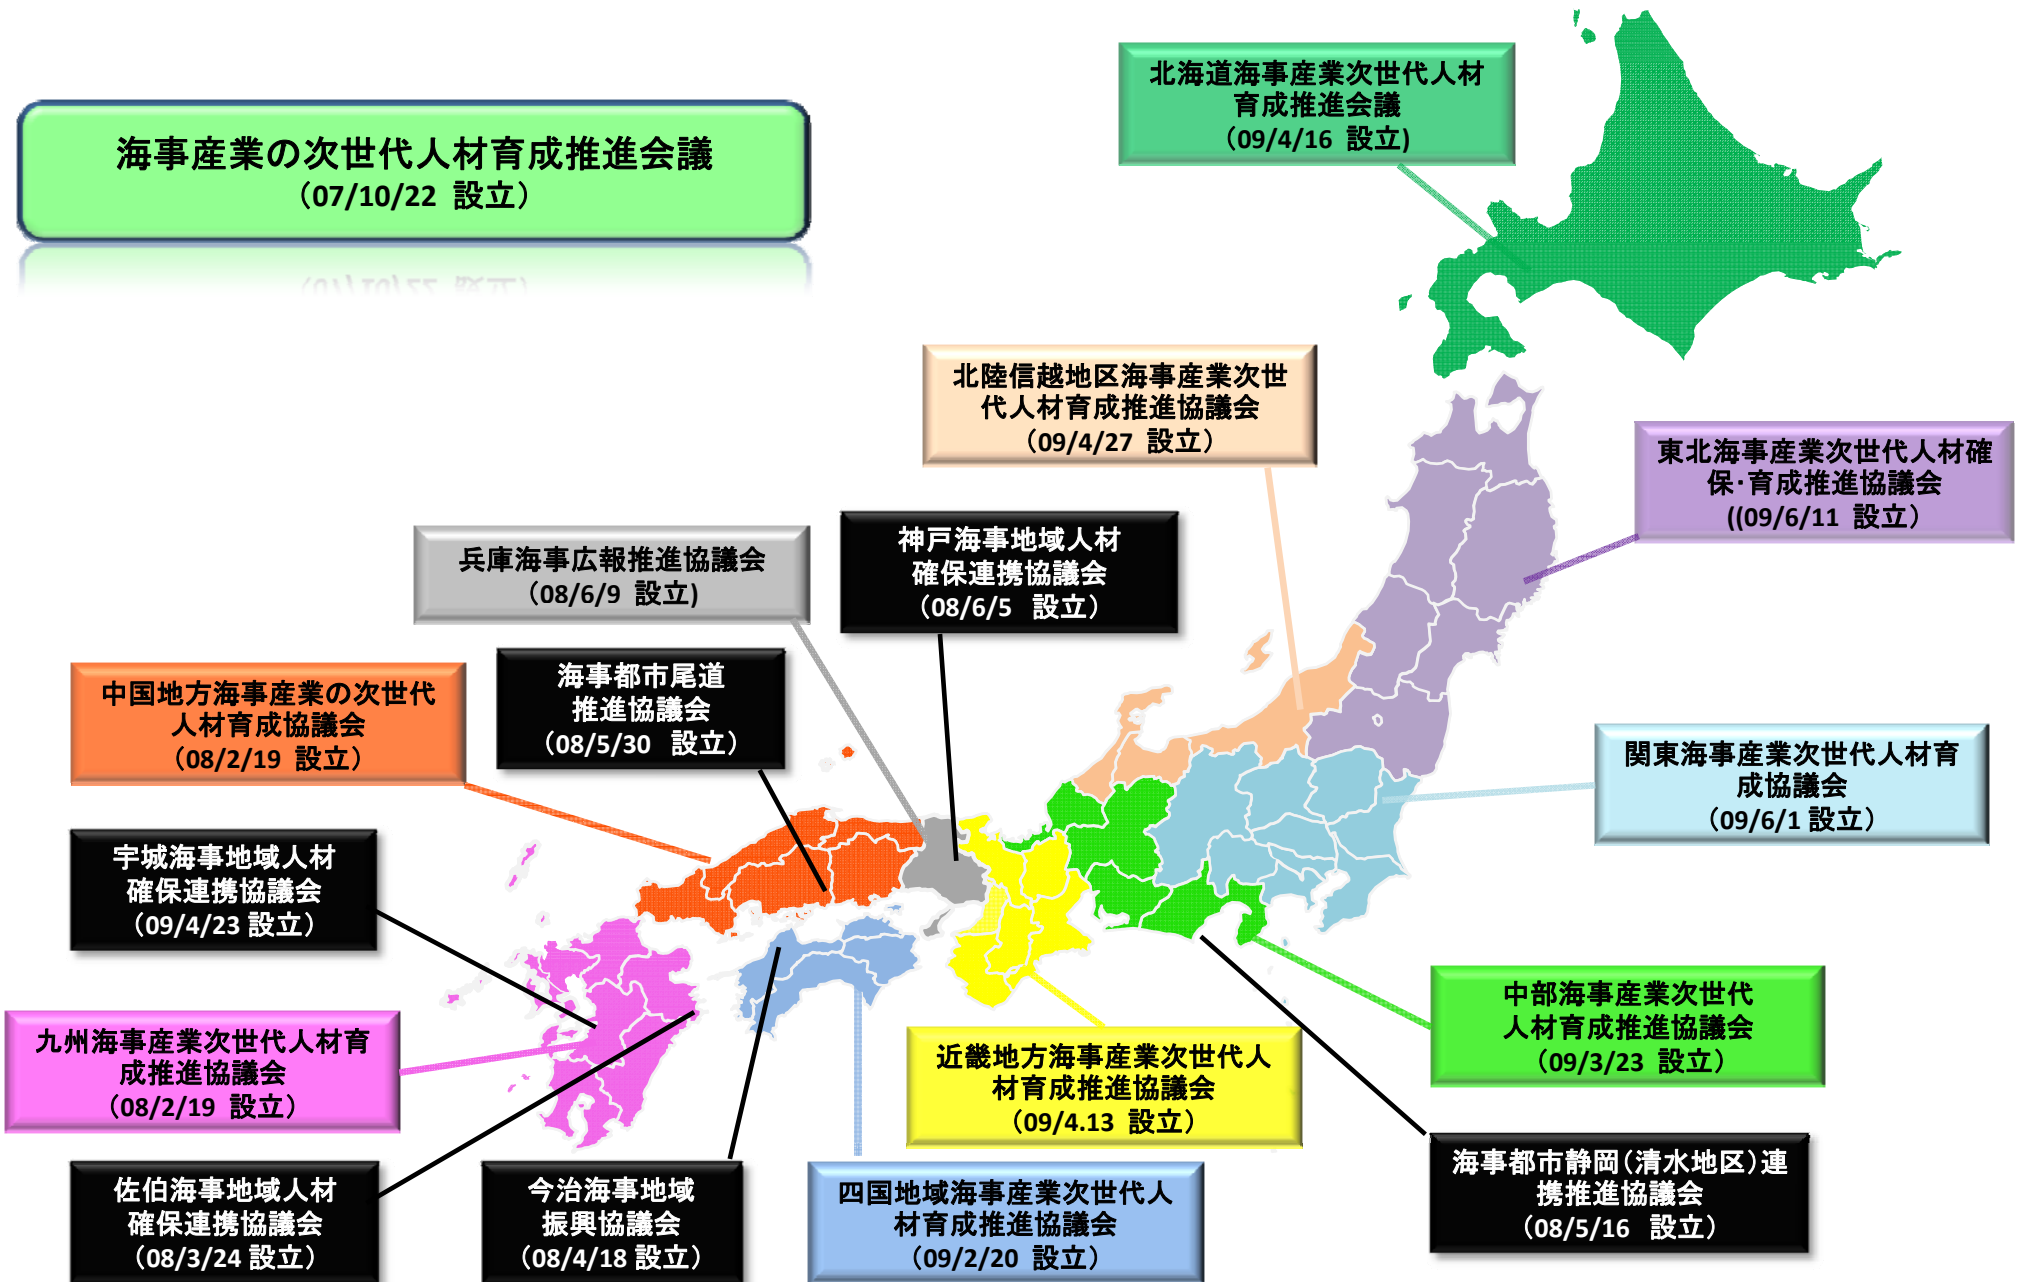 海事産業の次世代人材育成推進会議
(07/10/22 設立)
北海道海事産業次世代人材
育成推進会議
(09/4/16 設立)
北陸信越地区海事産業次世
代人材育成推進協議会
(09/4/27 設立)
東北海事産業次世代人材確
保・育成推進協議会
((09/6/11 設立)
兵庫海事広報推進協議会
(08/6/9 設立)
神戸海事地域人材
確保連携協議会
(08/6/5 設立)
海事都市尾道
推進協議会
(08/5/30 設立)
中国地方海事産業の次世代
人材育成協議会
(08/2/19 設立)
関東海事産業次世代人材育
成協議会
(09/6/1 設立)
宇城海事地域人材
確保連携協議会
(09/4/23 設立)
九州海事産業次世代人材育
成推進協議会
(08/2/19 設立)
佐伯海事地域人材
確保連携協議会
(08/3/24 設立)
今治海事地域
振興協議会
(08/4/18 設立)
四国地域海事産業次世代人
材育成推進協議会
(09/2/20 設立)
近畿地方海事産業次世代人
材育成推進協議会
(09/4.13 設立)
中部海事産業次世代
人材育成推進協議会
(09/3/23 設立)
海事都市静岡(清水地区)連
携推進協議会
(08/5/16 設立)